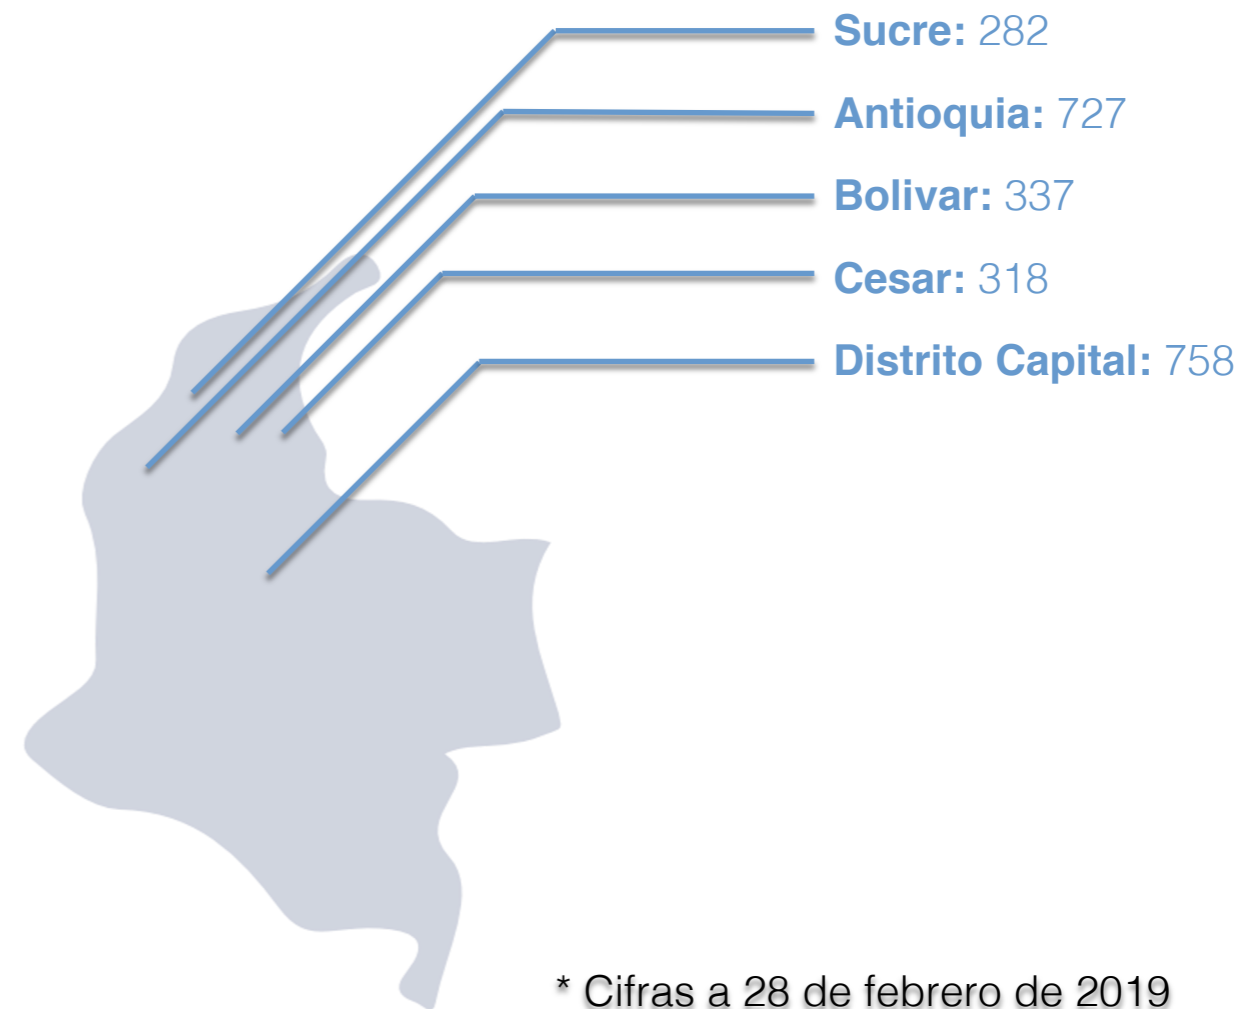 Sucre: 282
Antioquia: 727
Bolivar: 337
Cesar: 318
Distrito Capital: 758
* Cifras a 28 de febrero de 2019